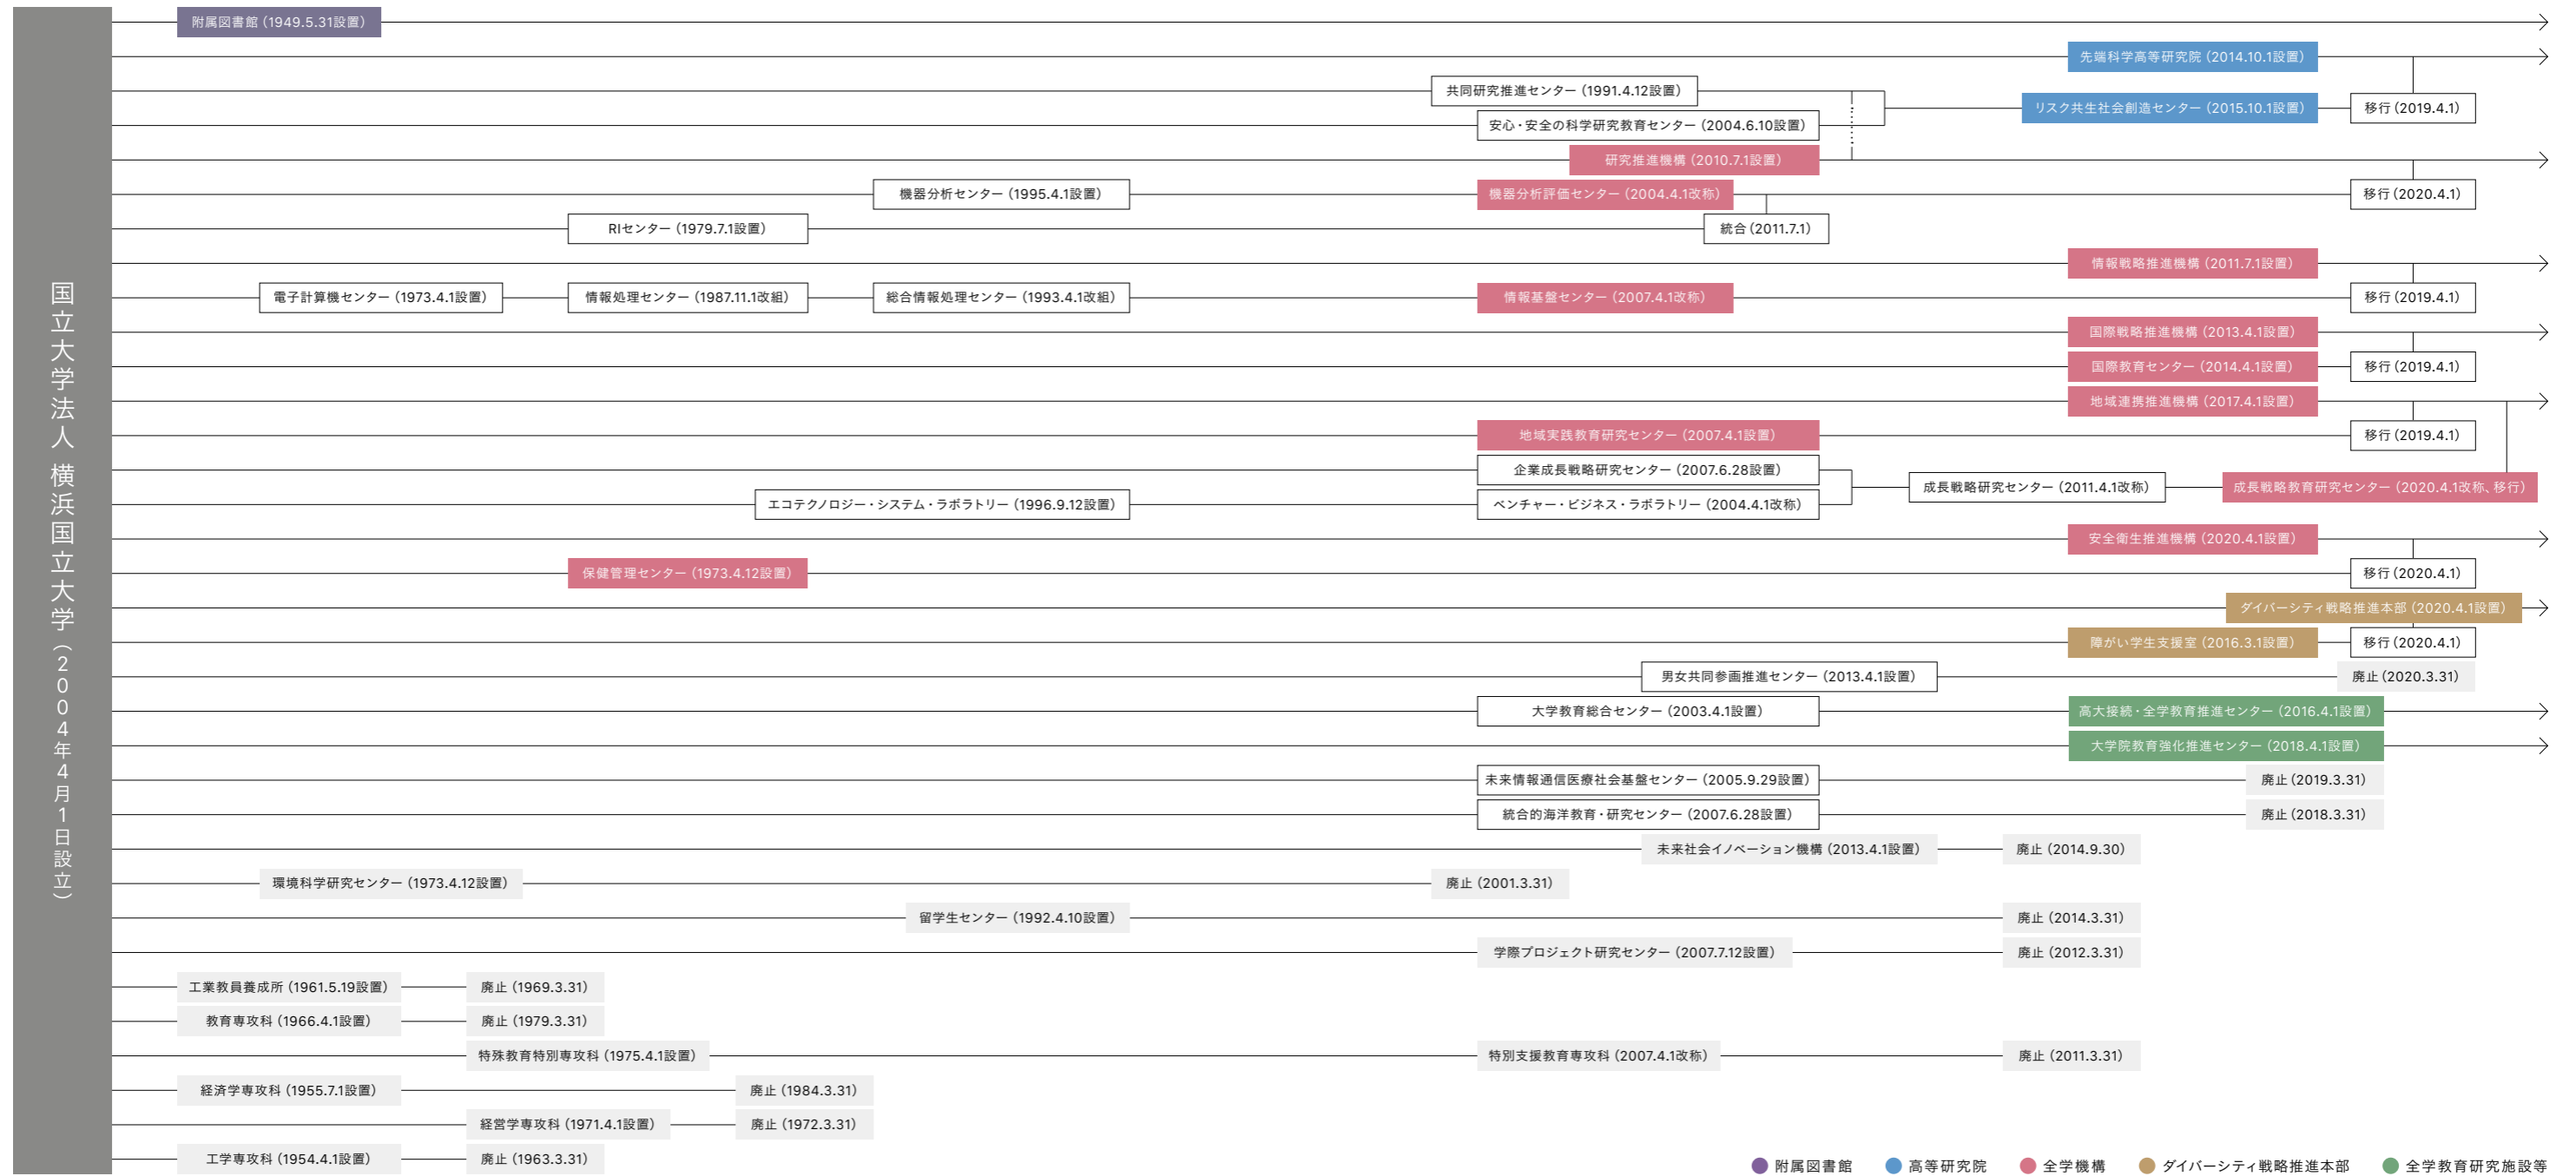 国立大学法人 横浜国立大学(2004年4月1日設立)
附属図書館(1949.5.31設置)
先端科学高等研究院(2014.10.1設置)
共同研究推進センター(1991.4.12設置)
リスク共生社会創造センター(2015.10.1設置) 移行(2019.4.1)
安心・安全の科学研究教育センター(2004.6.10設置)
研究推進機構(2010.7.1設置)
機器分析センター(1995.4.1設置) 機器分析評価センター(2004.4.1改称) 移行(2020.4.1)
RIセンター(1979.7.1設置) 統合(2011.7.1)
情報戦略推進機構(2011.7.1設置)
電子計算機センター(1973.4.1設置) 情報処理センター(1987.11.1改組) 総合情報処理センター(1993.4.1改組) 情報基盤センター(2007.4.1改称) 移行(2019.4.1)
国際戦略推進機構(2013.4.1設置)
国際教育センター(2014.4.1設置) 移行(2019.4.1)
地域連携推進機構(2017.4.1設置)
地域実践教育研究センター(2007.4.1設置) 移行(2019.4.1)
企業成長戦略研究センター(2007.6.28設置)
成長戦略研究センター(2011.4.1改称) 成長戦略教育研究センター(2020.4.1改称、移行)
エコテクノロジー・システム・ラボラトリー(1996.9.12設置) ベンチャー・ビジネス・ラボラトリー(2004.4.1改称)
安全衛生推進機構(2020.4.1設置)
保健管理センター(1973.4.12設置) 移行(2020.4.1)
ダイバーシティ戦略推進本部(2020.4.1設置)
障がい学生支援室(2016.3.1設置) 移行(2020.4.1)
男女共同参画推進センター(2013.4.1設置) 廃止(2020.3.31)
大学教育総合センター(2003.4.1設置) 高大接続・全学教育推進センター(2016.4.1設置)
大学院教育強化推進センター(2018.4.1設置)
未来情報通信医療社会基盤センター(2005.9.29設置) 廃止(2019.3.31)
統合的海洋教育・研究センター(2007.6.28設置) 廃止(2018.3.31)
未来社会イノベーション機構(2013.4.1設置) 廃止(2014.9.30)
環境科学研究センター(1973.4.12設置) 廃止(2001.3.31)
留学生センター(1992.4.10設置) 廃止(2014.3.31)
学際プロジェクト研究センター(2007.7.12設置) 廃止(2012.3.31)
工業教員養成所(1961.5.19設置) 廃止(1969.3.31)
教育専攻科(1966.4.1設置) 廃止(1979.3.31)
特殊教育特別専攻科(1975.4.1設置) 特別支援教育専攻科(2007.4.1改称) 廃止(2011.3.31)
経済学専攻科(1955.7.1設置) 廃止(1984.3.31)
経営学専攻科(1971.4.1設置) 廃止(1972.3.31)
工学専攻科(1954.4.1設置) 廃止(1963.3.31)
附属図書館 高等研究院 全学機構 ダイバーシティ戦略推進本部 全学教育研究施設等